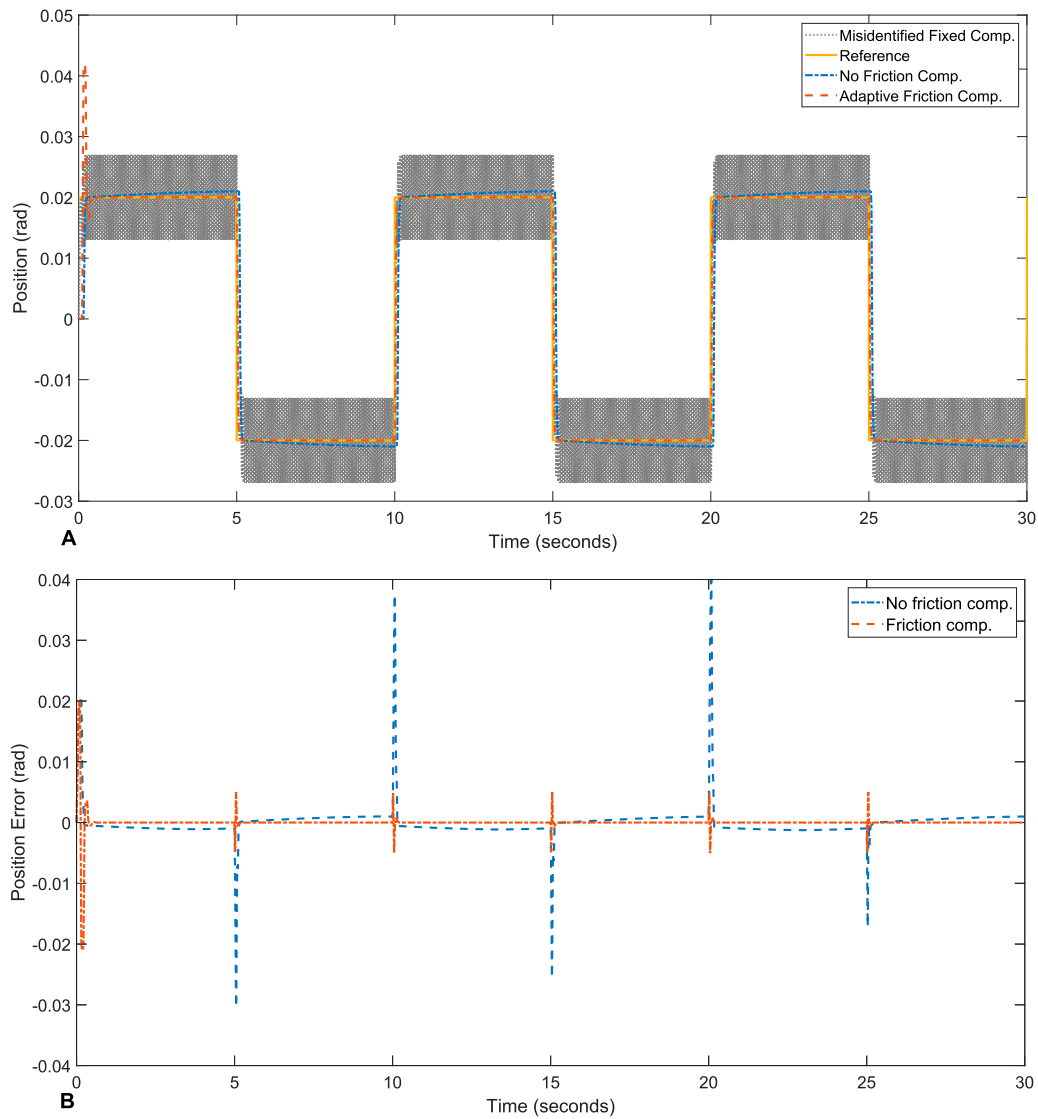 0.05
0.04
0.03
0.02
0.01
0
-0.01
-0.02
-0.03
Position (rad)
Misidentified Fixed Comp.
Reference
No Friction Comp.
Adaptive Friction Comp.
0 5 10 15 20 25 30
Time (seconds)
A
0.04
0.03
0.02
0.01
0
-0.01
-0.02
-0.03
-0.04
Position Error (rad)
No friction comp.
Friction comp.
0 5 10 15 20 25 30
Time (seconds)
B